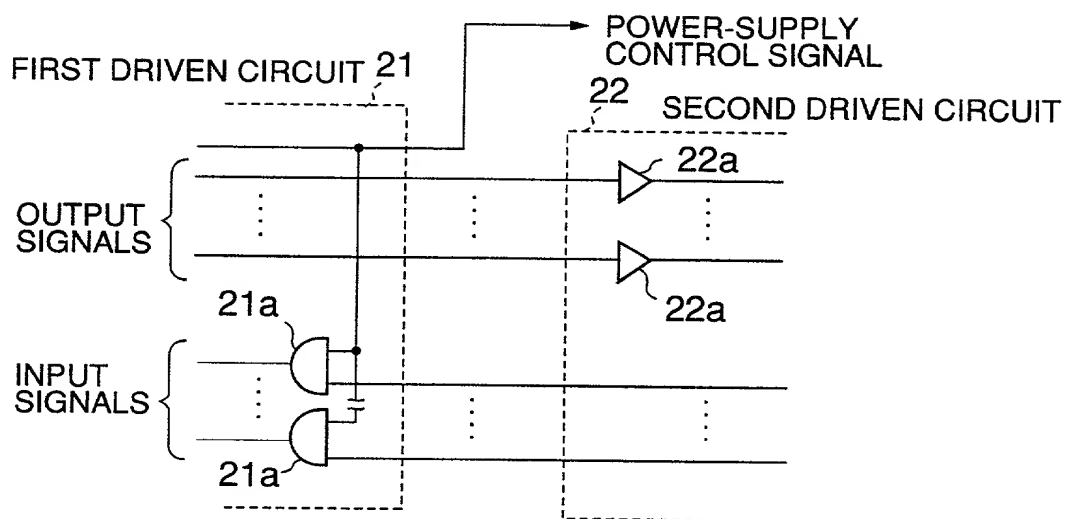 POWER-SUPPLY
CONTROL SIGNAL
FIRST DRIVEN CIRCUIT 21
22
SECOND DRIVEN CIRCUIT
22a
OUTPUT
SIGNALS
22a
21a
INPUT
SIGNALS
21a